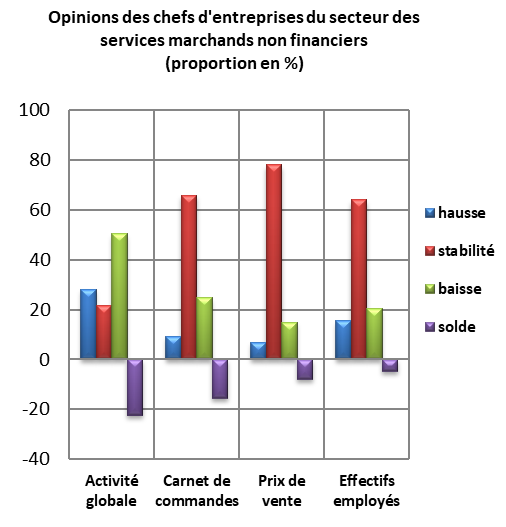 Opinions des chefs d'entreprises du secteur des
services marchands non financiers
(proportion en %)
100
80
60
40
20
0
-20
-40
hausse
stabilité
baisse
solde
Activité
globale
Carnet de
commandes
Prix de
vente
Effectifs
employés